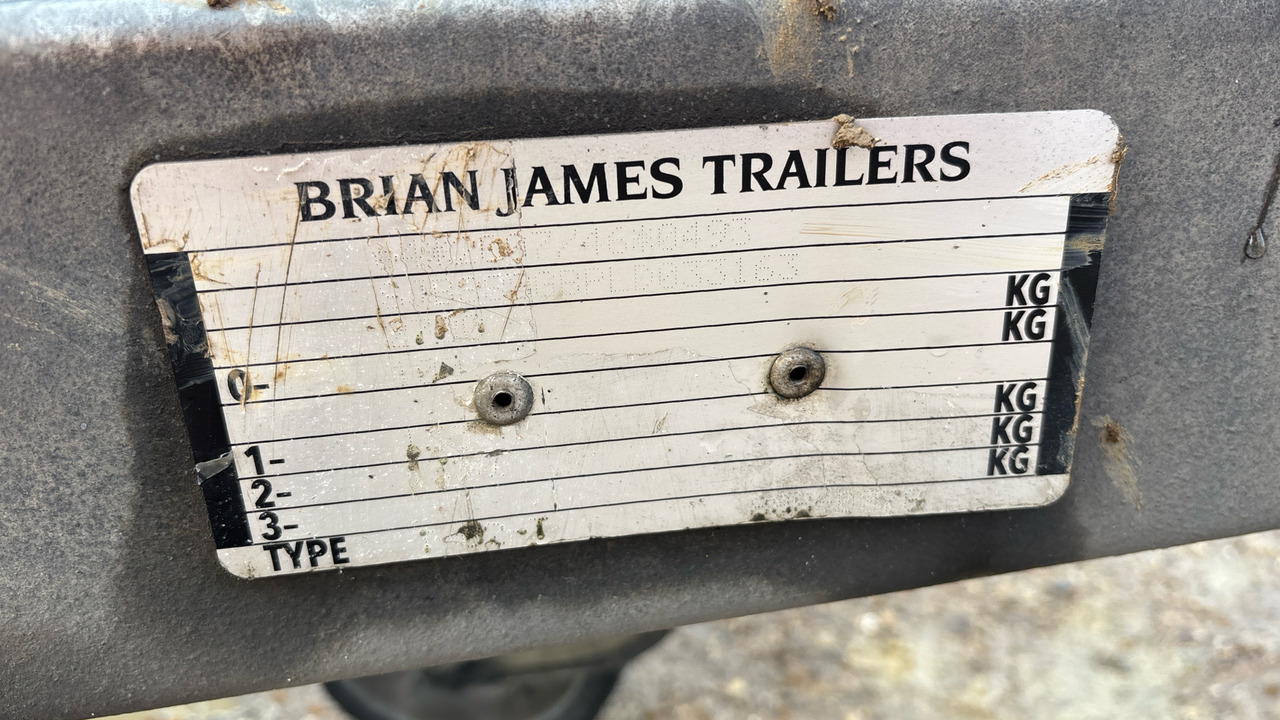 BRIAN JAMES TRAILERS
KG
KG
0-
1- KG
2- KG
3- KG
TYPE